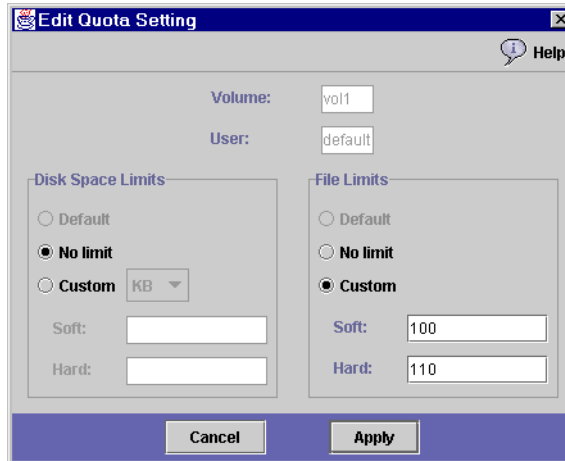 Edit Quota Setting
Help
Volume: vol1
User: default
Disk Space Limits
Default
No limit
Custom KB
Soft:
Hard:
File Limits
Default
No limit
Custom
Soft: 100
Hard: 110
Cancel Apply